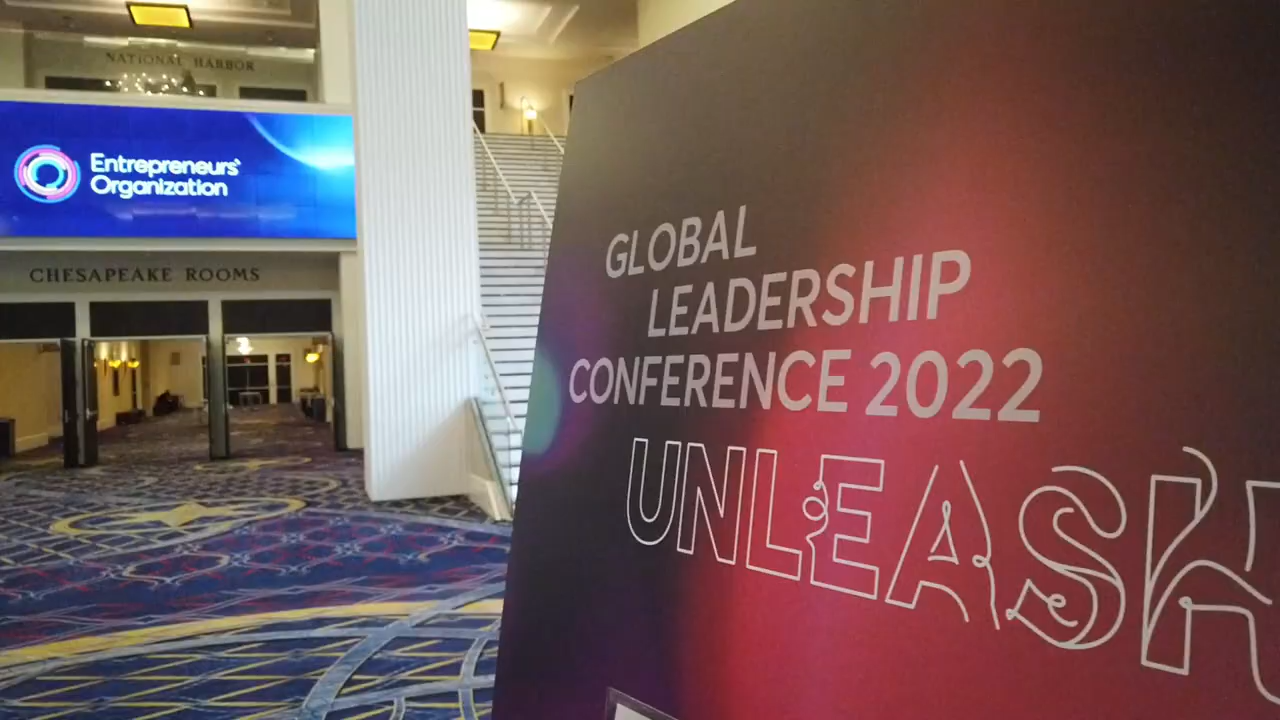 NATIONAL HARBOR
Entrepreneurs'
Organization
CHESAPEAKE ROOMS
GLOBAL
LEADERSHIP
CONFERENCE 2022
UNLEASH